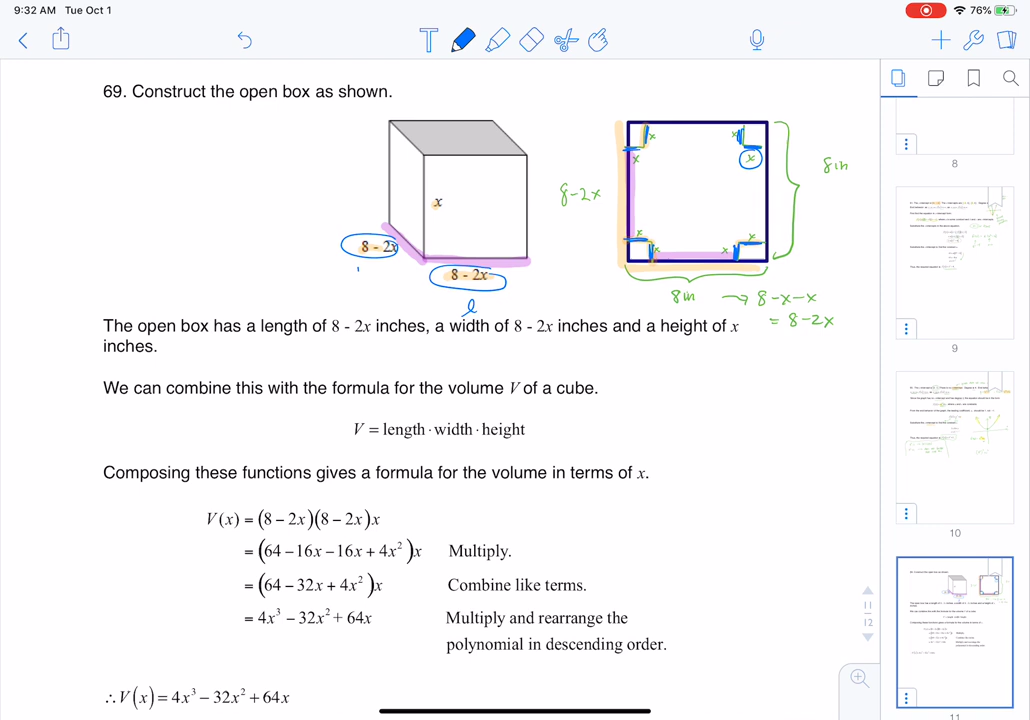 9:32 AM Tue Oct 1
76%
69. Construct the open box as shown.
x
8 - 2x
8 - 2x
l
x
x
x
x
x
x
x
x
8-2x
8 in
8 in → 8-x-x
= 8-2x
The open box has a length of 8 - 2x inches, a width of 8 - 2x inches and a height of x
inches.
We can combine this with the formula for the volume V of a cube.
V = length · width · height
Composing these functions gives a formula for the volume in terms of x.
V(x) = (8 − 2x)(8 − 2x)x
= (64 − 16x − 16x + 4x²)x Multiply.
= (64 − 32x + 4x²)x Combine like terms.
= 4x³ − 32x² + 64x Multiply and rearrange the
polynomial in descending order.
∴ V(x) = 4x³ − 32x² + 64x
8
9
10
11
11
12